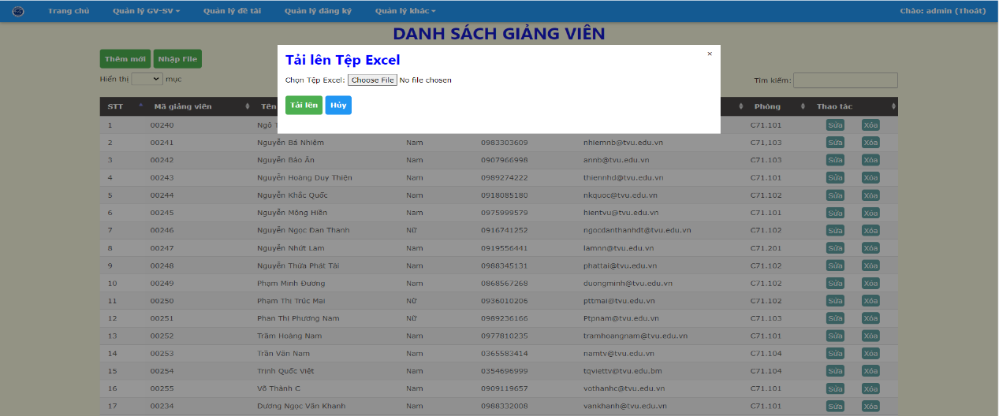 Trang chủ Quản lý GV-SV Quản lý đề tài Quản lý đăng ký Quản lý khác Chào: admin (Thoát)
DANH SÁCH GIẢNG VIÊN
Thêm mới Nhập File
Tải lên Tệp Excel ×
Chọn Tệp Excel: Choose File No file chosen
Hiển thị mục Tìm kiếm:
Tải lên Hủy
STT Mã giảng viên Tên Phòng Thao tác
1 00240 Ngô C71.101 Sửa Xóa
2 00241 Nguyễn Bá Nhiệm Nam 0983303609 nhiemnb@tvu.edu.vn C71,103 Sửa Xóa
3 00242 Nguyễn Bảo Ân Nam 0907966998 annb@tvu.edu.vn C71.103 Sửa Xóa
4 00243 Nguyễn Hoàng Duy Thiện Nam 0989274222 thiennhd@tvu.edu.vn C71.101 Sửa Xóa
5 00244 Nguyễn Khắc Quốc Nam 0918085180 nkquoc@tvu.edu.vn C71.102 Sửa Xóa
6 00245 Nguyễn Mộng Hiền Nam 0975999579 hientvu@tvu.edu.vn C71.101 Sửa Xóa
7 00246 Nguyễn Ngọc Đan Thanh Nữ 0916741252 ngocdanthanhdt@tvu.edu.vn C71.102 Sửa Xóa
8 00247 Nguyễn Nhứt Lam Nam 0919556441 lamnn@tvu.edu.vn C71.201 Sửa Xóa
9 00248 Nguyễn Thừa Phát Tài Nam 0988345131 phattai@tvu.edu.vn C71.102 Sửa Xóa
10 00249 Phạm Minh Đương Nam 0868567268 duongminh@tvu.edu.vn C71.102 Sửa Xóa
11 00250 Phạm Thị Trúc Mai Nữ 0936010206 pttmai@tvu.edu.vn C71.102 Sửa Xóa
12 00251 Phan Thị Phương Nam Nữ 0989236166 Ptpnam@tvu.edu.vn C71.103 Sửa Xóa
13 00252 Trầm Hoàng Nam Nam 0977810235 tramhoangnam@tvu.edu.vn C71.101 Sửa Xóa
14 00253 Trần Văn Nam Nam 0365583414 namtv@tvu.edu.vn C71.104 Sửa Xóa
15 00254 Trịnh Quốc Việt Nam 0354696999 tqviettv@tvu.edu.bm C71.104 Sửa Xóa
16 00255 Võ Thành C Nam 0909119657 vothanhc@tvu.edu.vn C71.101 Sửa Xóa
17 00234 Dương Ngọc Vân Khanh Nam 0988332008 vankhanh@tvu.edu.vn C71.101 Sửa Xóa